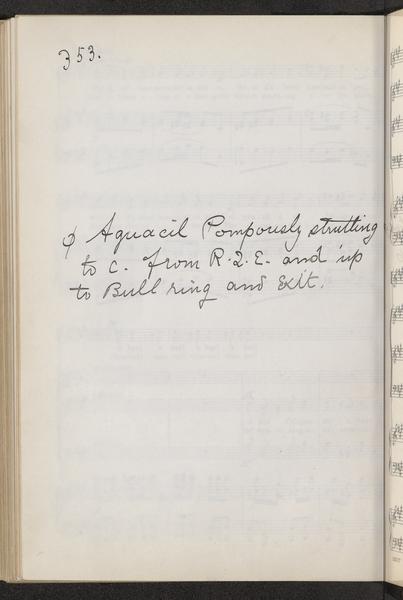 353.
φ Aguacil Pompously strutting
to C. from R.2.E. and up
to Bull ring and Exit.